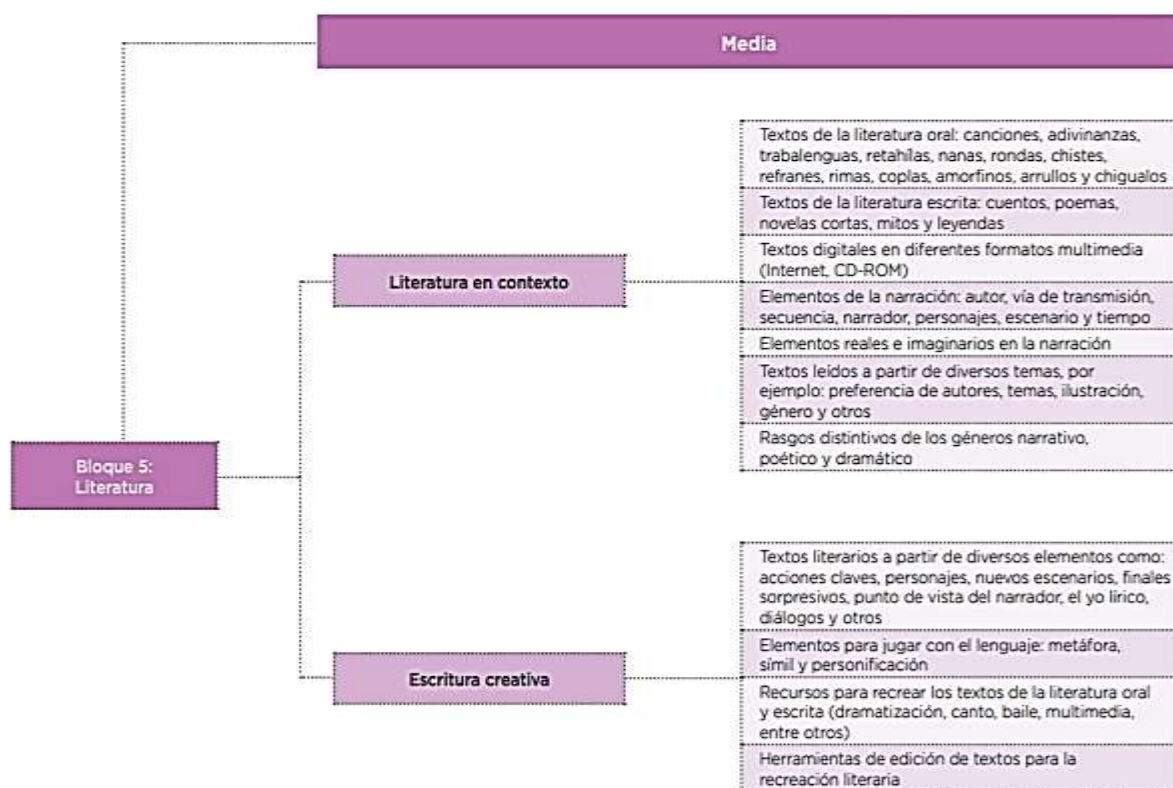 Media
Textos de la literatura oral: canciones, adivinanzas,
trabalenguas, retahílas, nanas, rondas, chistes,
refranes, rimas, coplas, amorfinos, arrullos y chigualos
Textos de la literatura escrita: cuentos, poemas,
novelas cortas, mitos y leyendas
Textos digitales en diferentes formatos multimedia
(Internet, CD-ROM)
Literatura en contexto
Elementos de la narración: autor, vía de transmisión,
secuencia, narrador, personajes, escenario y tiempo
Elementos reales e imaginarios en la narración
Textos leídos a partir de diversos temas, por
ejemplo: preferencia de autores, temas, ilustración,
género y otros
Rasgos distintivos de los géneros narrativo,
poético y dramático
Bloque 5:
Literatura
Textos literarios a partir de diversos elementos como:
acciones claves, personajes, nuevos escenarios, finales
sorpresivos, punto de vista del narrador, el yo lírico,
diálogos y otros
Elementos para jugar con el lenguaje: metáfora,
símil y personificación
Escritura creativa
Recursos para recrear los textos de la literatura oral
y escrita (dramatización, canto, baile, multimedia,
entre otros)
Herramientas de edición de textos para la
recreación literaria